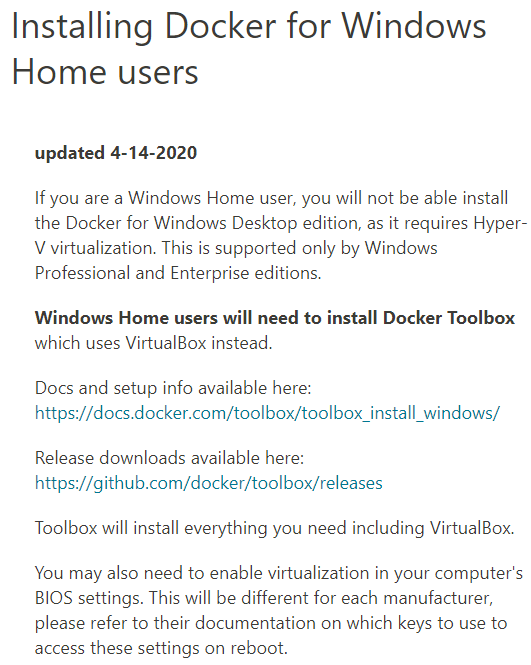 Installing Docker for Windows
Home users
updated 4-14-2020
If you are a Windows Home user, you will not be able install
the Docker for Windows Desktop edition, as it requires Hyper-
V virtualization. This is supported only by Windows
Professional and Enterprise editions.
Windows Home users will need to install Docker Toolbox
which uses VirtualBox instead.
Docs and setup info available here:
https://docs.docker.com/toolbox/toolbox_install_windows/
Release downloads available here:
https://github.com/docker/toolbox/releases
Toolbox will install everything you need including VirtualBox.
You may also need to enable virtualization in your computer's
BIOS settings. This will be different for each manufacturer,
please refer to their documentation on which keys to use to
access these settings on reboot.